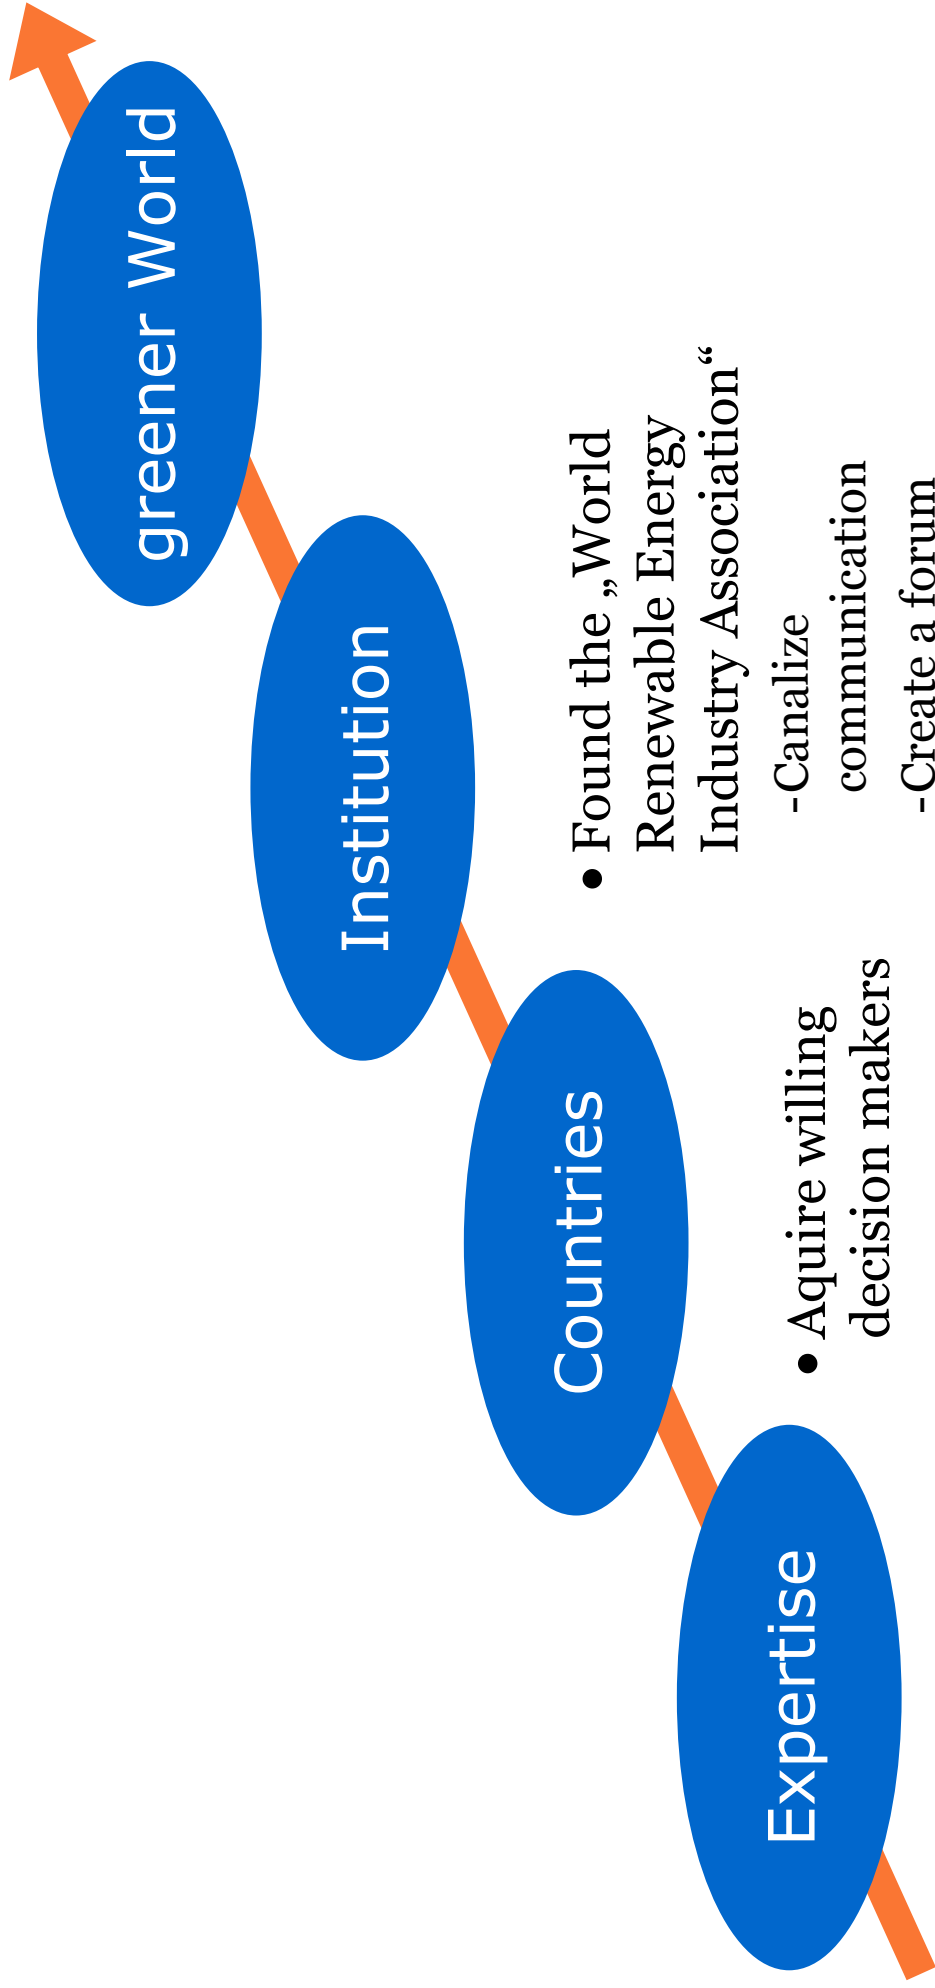 greener World
Institution
Countries
Expertise
• Found the „World
Renewable Energy
Industry Association“
-Canalize
communication
-Create a forum
• Aquire willing
decision makers